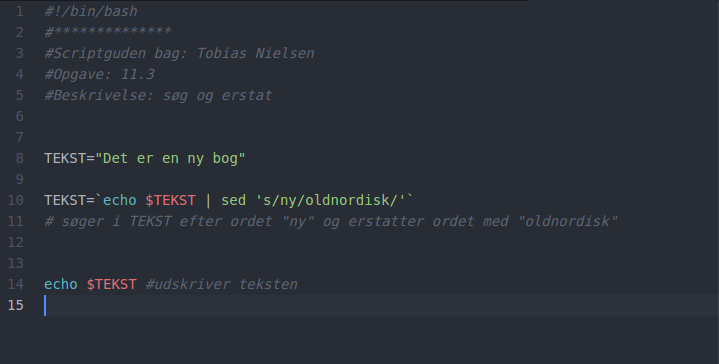 1 #!/bin/bash
2 #**************
3 #Scriptguden bag: Tobias Nielsen
4 #Opgave: 11.3
5 #Beskrivelse: søg og erstat
6
7
8 TEKST="Det er en ny bog"
9
10 TEKST=`echo $TEKST | sed 's/ny/oldnordisk/'`
11 # søger i TEKST efter ordet "ny" og erstatter ordet med "oldnordisk"
12
13
14 echo $TEKST #udskriver teksten
15